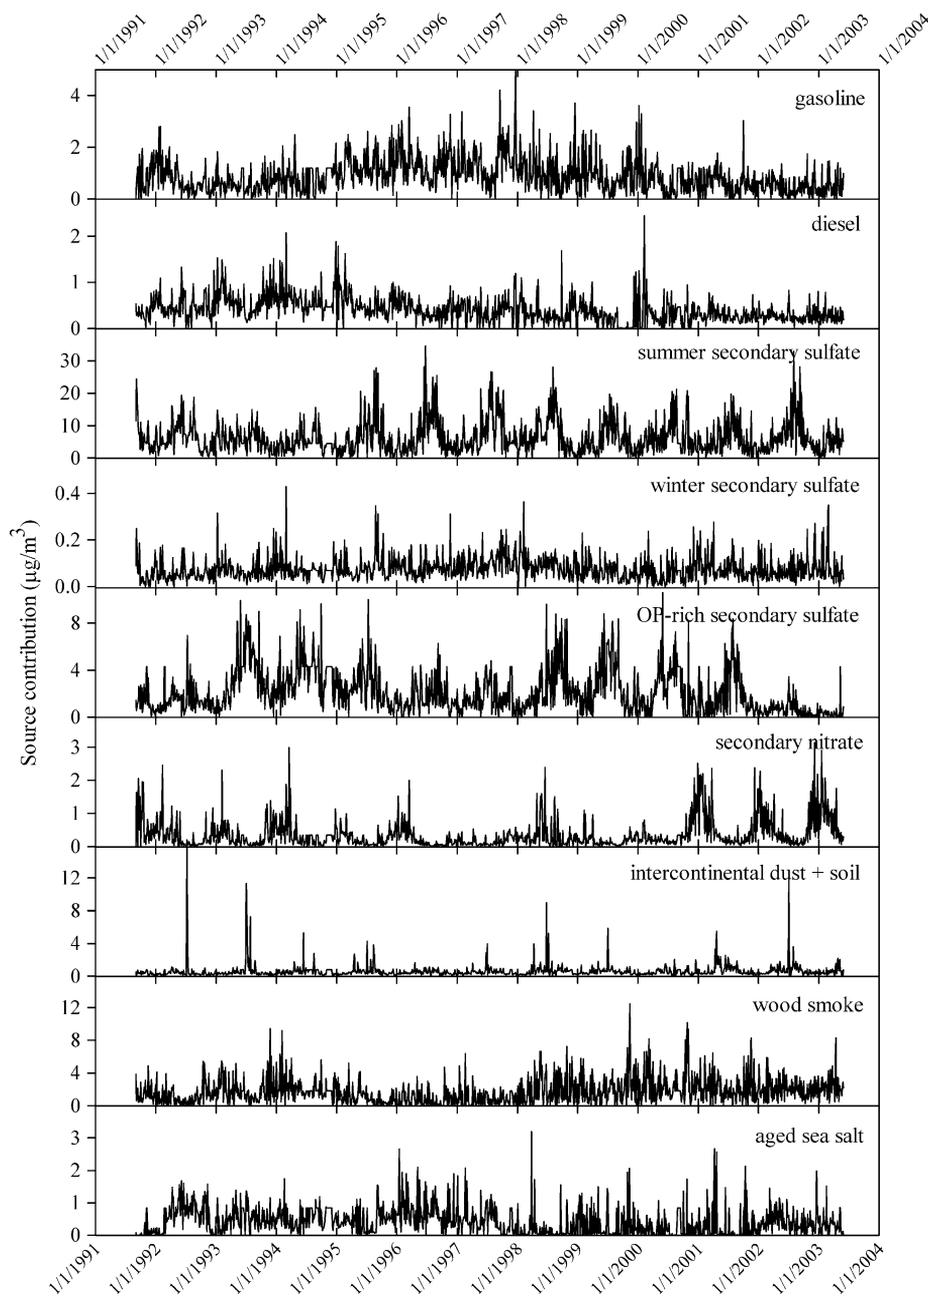 1/1/1991 1/1/1992 1/1/1993 1/1/1994 1/1/1995 1/1/1996 1/1/1997 1/1/1998 1/1/1999 1/1/2000 1/1/2001 1/1/2002 1/1/2003 1/1/2004
Source contribution (μg/m³)
gasoline
4
2
0
diesel
2
1
0
summer secondary sulfate
30
20
10
0
winter secondary sulfate
0.4
0.2
0.0
OP-rich secondary sulfate
8
4
0
secondary nitrate
3
2
1
0
intercontinental dust + soil
12
8
4
0
wood smoke
12
8
4
0
aged sea salt
3
2
1
0
1/1/1991 1/1/1992 1/1/1993 1/1/1994 1/1/1995 1/1/1996 1/1/1997 1/1/1998 1/1/1999 1/1/2000 1/1/2001 1/1/2002 1/1/2003 1/1/2004